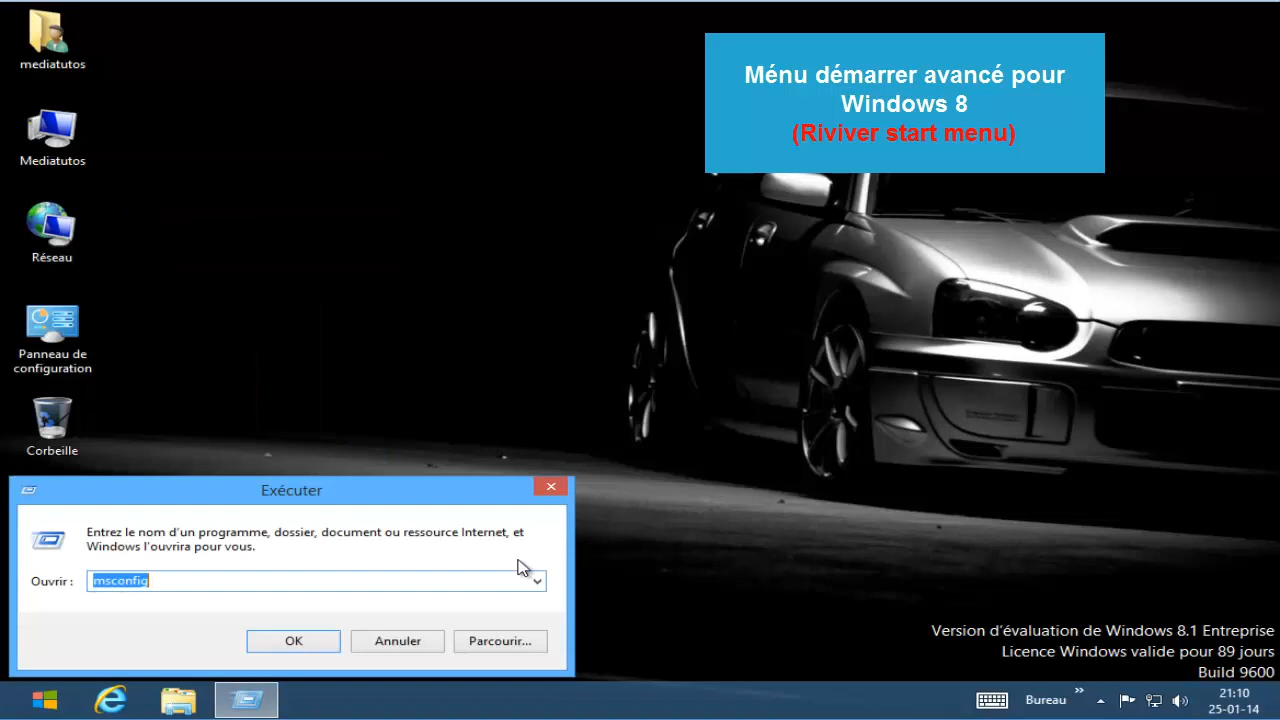 mediatutos
Mediatutos
Réseau
Panneau de
configuration
Corbeille
Ménu démarrer avancé pour
Windows 8
(Riviver start menu)
Exécuter
Entrez le nom d'un programme, dossier, document ou ressource Internet, et
Windows l'ouvrira pour vous.
Ouvrir :
msconfig
OK
Annuler
Parcourir...
Version d'évaluation de Windows 8.1 Entreprise
Licence Windows valide pour 89 jours
Build 9600
Bureau
21:10
25-01-14